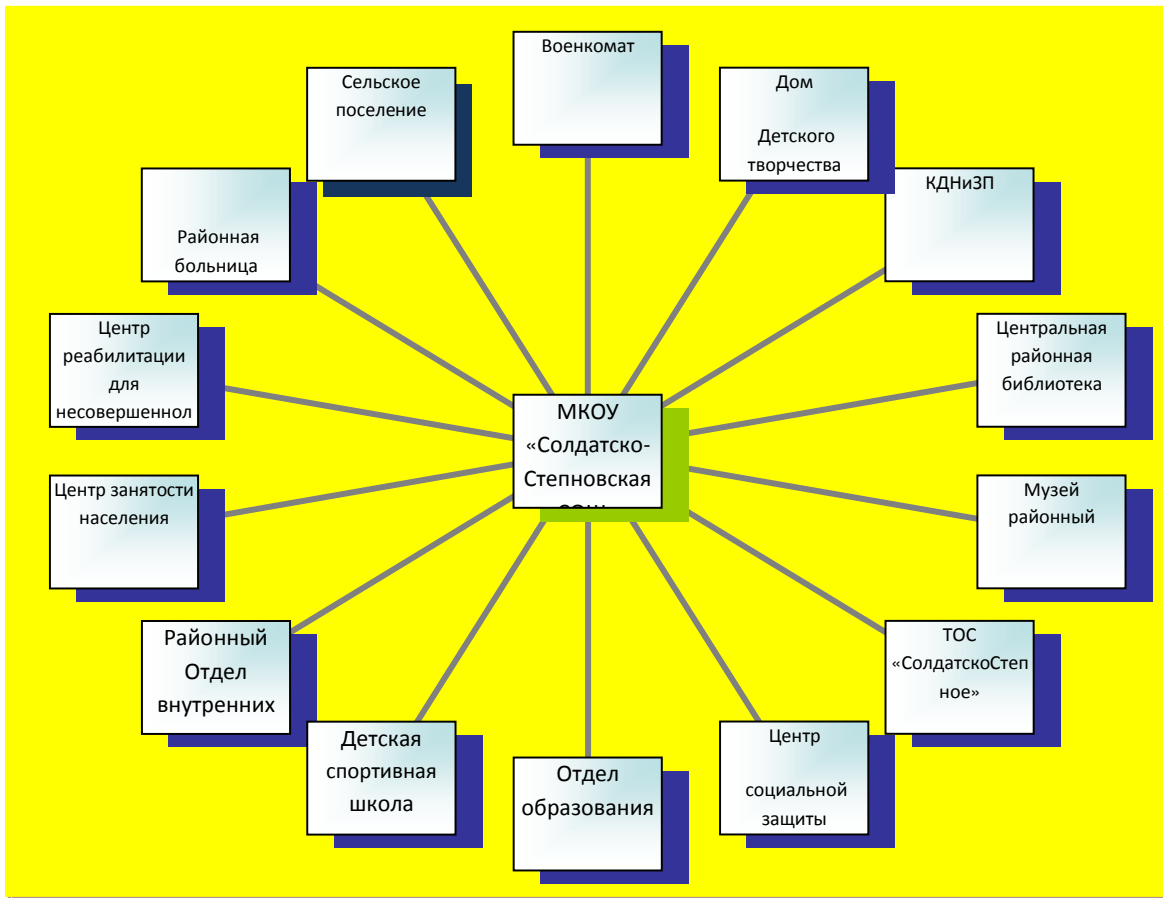 Военкомат
Дом
Детского
творчества
КДНиЗП
Центральная
районная
библиотека
Музей
районный
ТОС
«СолдатскоСтеп
ное»
Центр
социальной
защиты
Отдел
образования
Детская
спортивная
школа
Районный
Отдел
внутренних
Центр занятости
населения
Центр
реабилитации
для
несовершеннол
Районная
больница
Сельское
поселение
МКОУ
«Солдатско-
Степновская